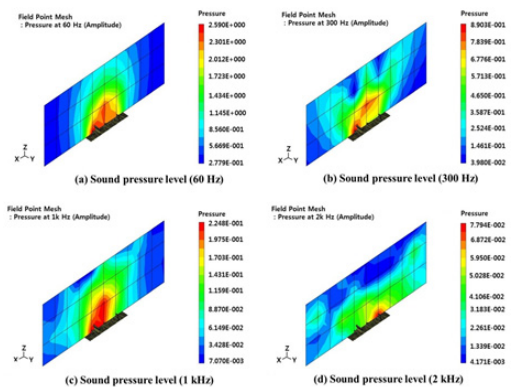 Field Point Mesh
: Pressure at 60 Hz (Amplitude)
Pressure
2.590E+000
2.301E+000
2.012E+000
1.723E+000
1.434E+000
1.145E+000
8.560E-001
5.669E-001
2.779E-001
Z
X Y
(a) Sound pressure level (60 Hz)
Field Point Mesh
: Pressure at 300 Hz (Amplitude)
Pressure
8.903E-001
7.776E-001
6.713E-001
5.650E-001
4.650E-001
3.587E-001
2.524E-001
1.461E-001
3.980E-002
Z
X Y
(b) Sound pressure level (300 Hz)
Field Point Mesh
: Pressure at 1k Hz (Amplitude)
Pressure
2.248E-001
1.975E-001
1.703E-001
1.431E-001
1.159E-001
8.870E-002
6.149E-002
3.428E-002
7.070E-003
Z
X Y
(c) Sound pressure level (1 kHz)
Field Point Mesh
: Pressure at 2k Hz (Amplitude)
Pressure
7.794E-002
6.872E-002
5.950E-002
5.028E-002
4.106E-002
3.183E-002
2.261E-002
1.339E-002
4.171E-003
Z
X Y
(d) Sound pressure level (2 kHz)